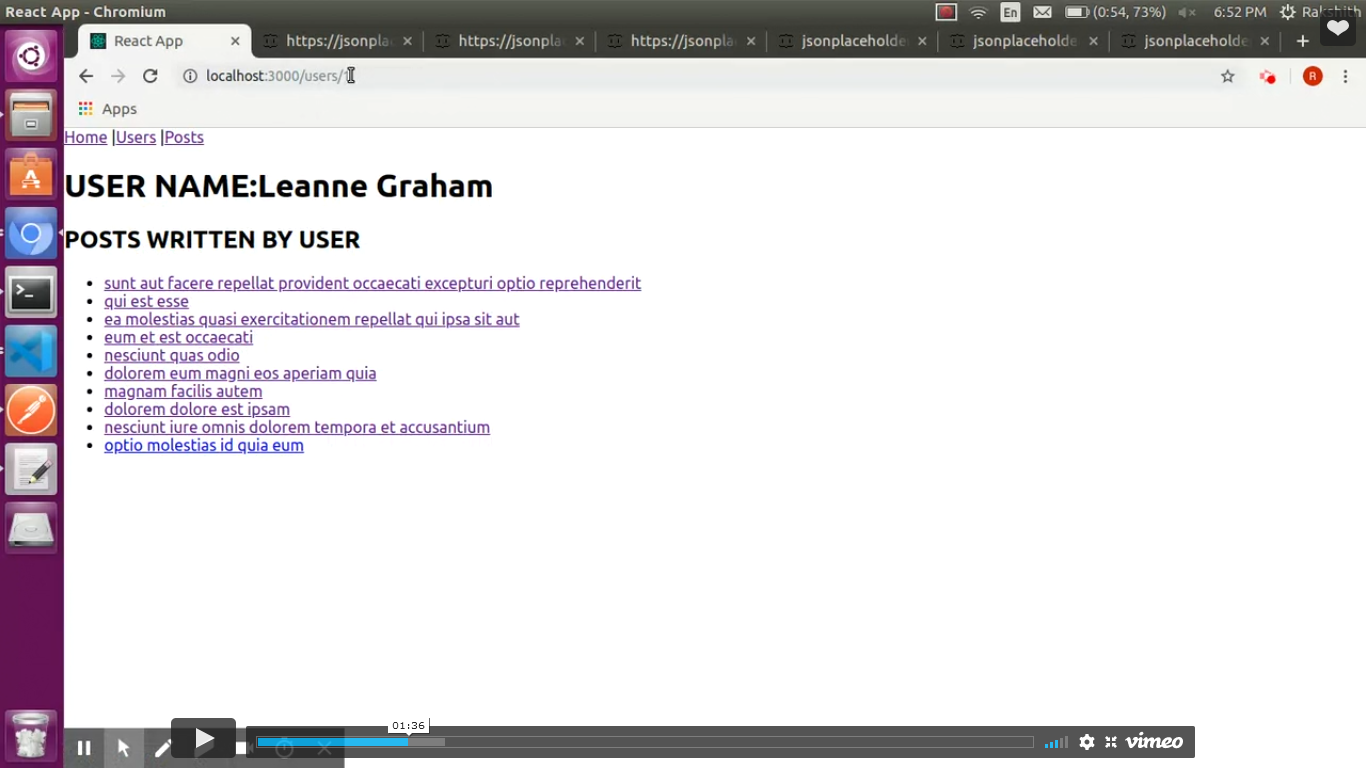 React App - Chromium
En
(0:54, 73%)
6:52 PM
React App
https://jsonpla
https://jsonpla
https://jsonpla
jsonplaceholde
jsonplaceholde
jsonplaceholde
localhost:3000/users/1
R
Apps
Home |Users |Posts
USER NAME:Leanne Graham
POSTS WRITTEN BY USER
sunt aut facere repellat provident occaecati excepturi optio reprehenderit
qui est esse
ea molestias quasi exercitationem repellat qui ipsa sit aut
eum et est occaecati
nesciunt quas odio
dolorem eum magni eos aperiam quia
magnam facilis autem
dolorem dolore est ipsam
nesciunt iure omnis dolorem tempora et accusantium
optio molestias id quia eum
01:36
vimeo